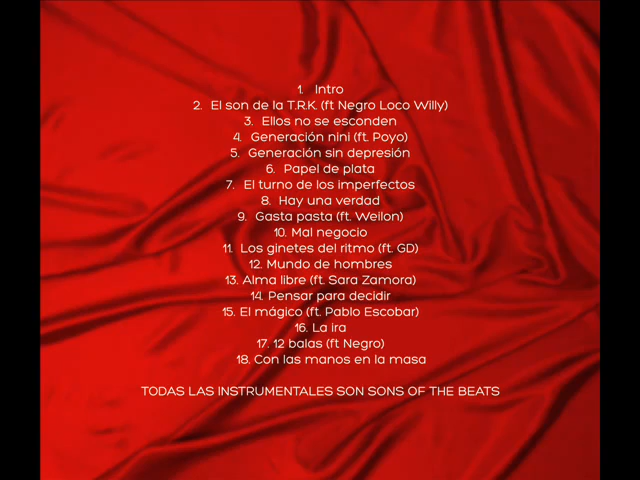 1. Intro
2. El son de la T.R.K. (ft Negro Loco Willy)
3. Ellos no se esconden
4. Generación nini (ft. Poyo)
5. Generación sin depresión
6. Papel de plata
7. El turno de los imperfectos
8. Hay una verdad
9. Gasta pasta (ft. Weilon)
10. Mal negocio
11. Los ginetes del ritmo (ft. GD)
12. Mundo de hombres
13. Alma libre (ft. Sara Zamora)
14. Pensar para decidir
15. El mágico (ft. Pablo Escobar)
16. La ira
17. 12 balas (ft Negro)
18. Con las manos en la masa
TODAS LAS INSTRUMENTALES SON SONS OF THE BEATS